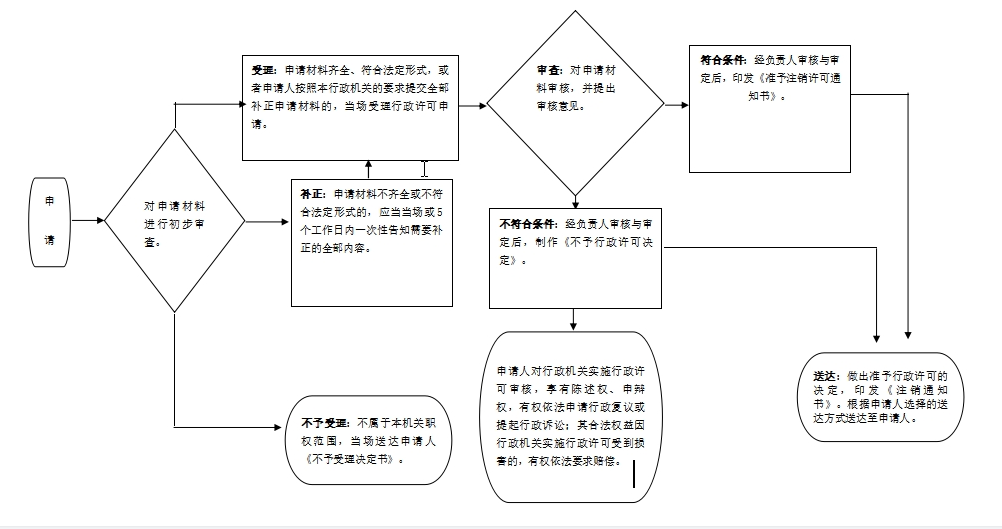 申
请
对申请材料
进行初步审
查。
受理：申请材料齐全、符合法定形式，或
者申请人按照本行政机关的要求提交全部
补正申请材料的，当场受理行政许可申
请。
补正：申请材料不齐全或不符
合法定形式的，应当当场或5
个工作日内一次性告知需要补
正的全部内容。
不予受理：不属于本机关职
权范围，当场送达申请人
《不予受理决定书》。
审查：对申请材
料审核，并提出
审核意见。
符合条件：经负责人审核与审
定后，印发《准予注销许可通
知书》。
不符合条件：经负责人审核与审
定后，制作《不予行政许可决
定》。
申请人对行政机关实施行政许
可审核，享有陈述权、申辩
权，有权依法申请行政复议或
提起行政诉讼；其合法权益因
行政机关实施行政许可受到损
害的，有权依法要求赔偿。
送达：做出准予行政许可的
决定，印发《注销通知
书》。根据申请人选择的送
达方式送达至申请人。